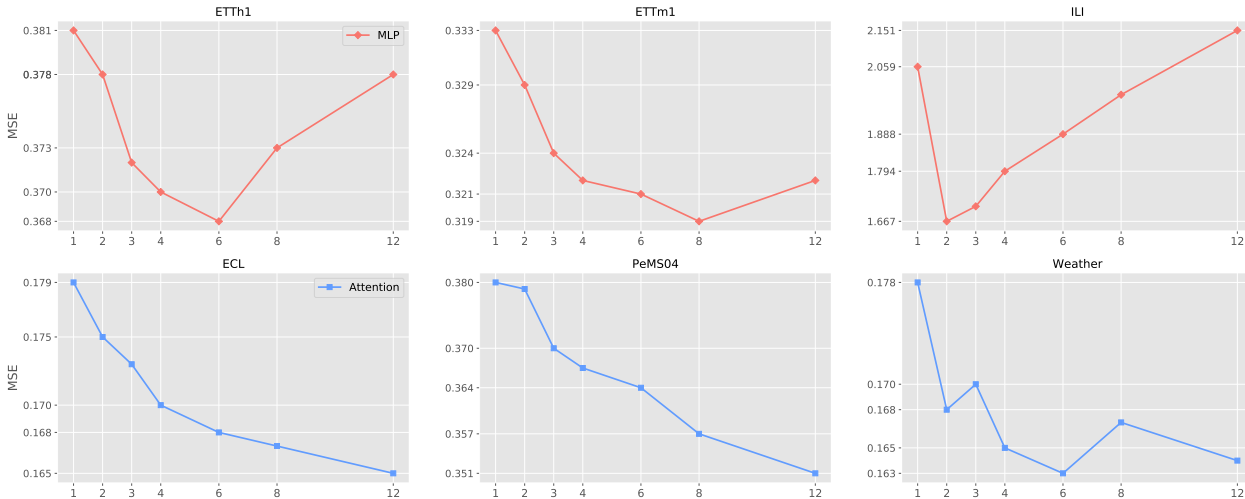 ETTh1
MLP
MSE
0.381
0.378
0.373
0.370
0.368
1 2 3 4 6 8 12
ETTm1
0.333
0.329
0.324
0.321
0.319
1 2 3 4 6 8 12
ILI
2.151
2.059
1.888
1.794
1.667
1 2 3 4 6 8 12
ECL
Attention
MSE
0.179
0.175
0.170
0.168
0.165
1 2 3 4 6 8 12
PeMS04
0.380
0.370
0.364
0.357
0.351
1 2 3 4 6 8 12
Weather
0.178
0.170
0.168
0.165
0.163
1 2 3 4 6 8 12